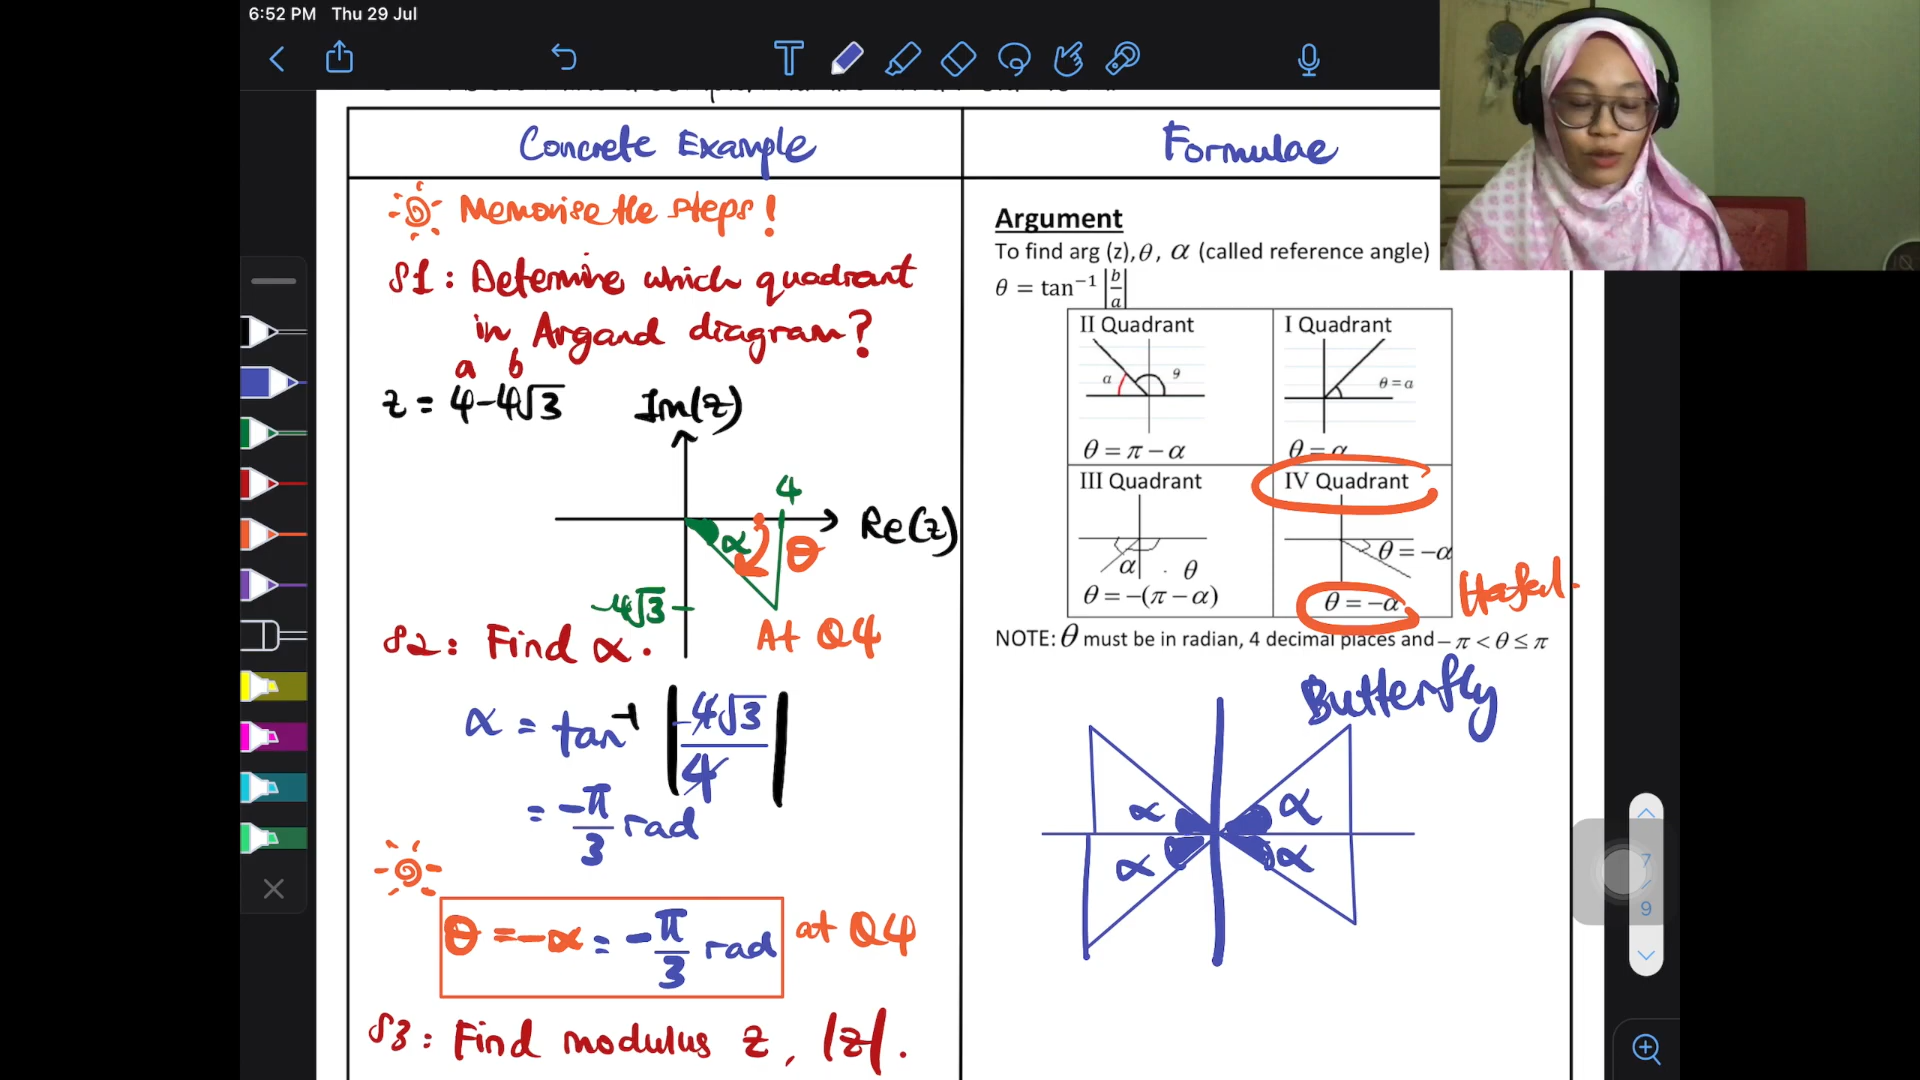 6:52 PM Thu 29 Jul
Concrete Example
Formulae
Memorise the steps!
S1: Determine which quadrant
in Argand diagram?
a b
z = 4-4√3
Im(z)
4
Re(z)
α
θ
-4√3
At Q4
S2: Find α.
α = tan⁻¹ |-4√3/4|
= -π/3 rad
θ = -α = -π/3 rad at Q4
S3: Find modulus z, |z|.
Argument
To find arg (z), θ, α (called reference angle)
θ = tan⁻¹ |b/a|
II Quadrant
α θ
θ = π − α
I Quadrant
θ = α
θ = α
III Quadrant
α θ
θ = −(π − α)
IV Quadrant
θ = −α
θ = −α
NOTE: θ must be in radian, 4 decimal places and − π < θ ≤ π
Butterfly
α α
α α
7
/
9